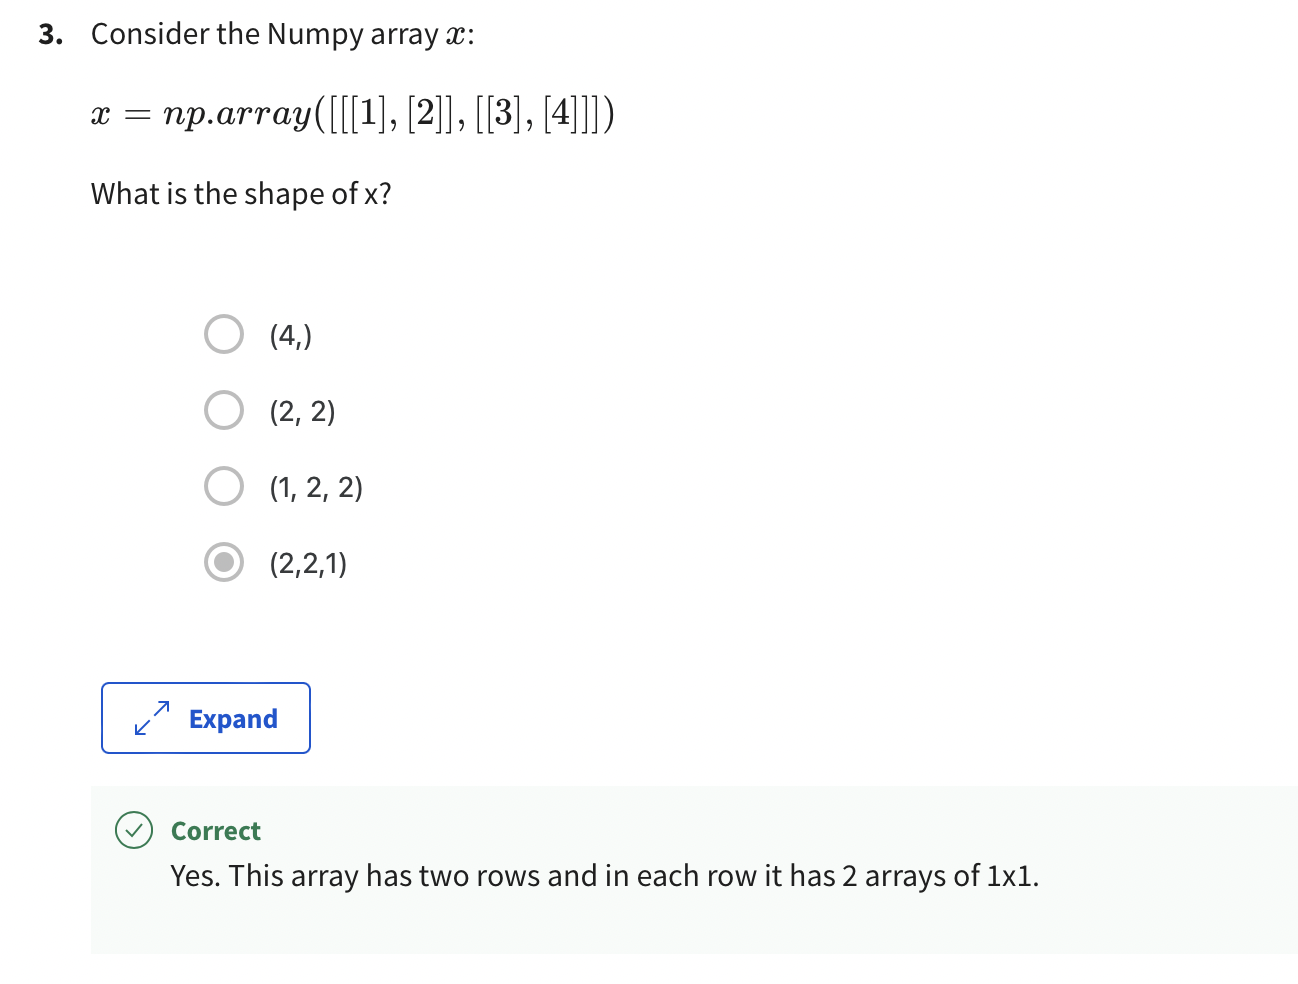 3. Consider the Numpy array x:
x = np.array([[[1], [2]], [[3], [4]]])
What is the shape of x?
(4,)
(2, 2)
(1, 2, 2)
(2,2,1)
Expand
Correct
Yes. This array has two rows and in each row it has 2 arrays of 1x1.